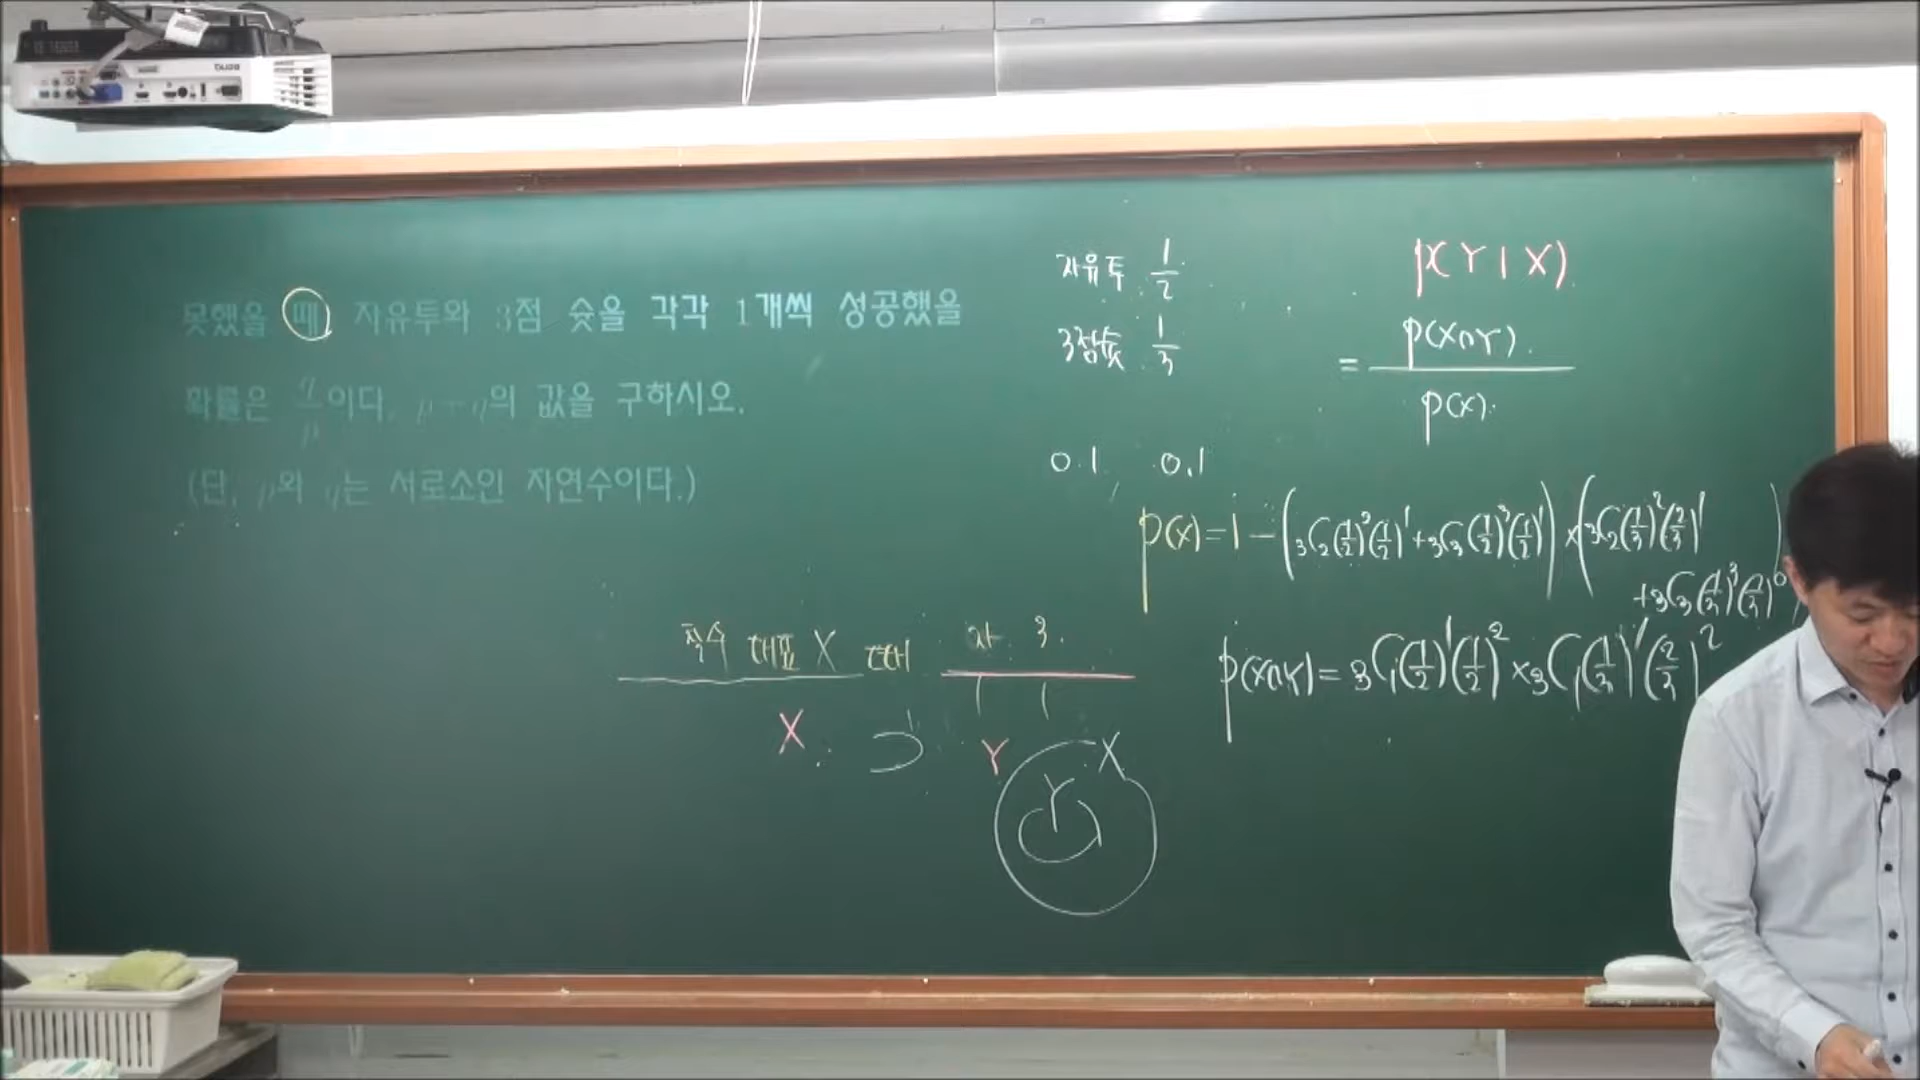 못했을 때, 자유투와 3점 슛을 각각 1개씩 성공했을
확률은 q/p이다. p+q의 값을 구하시오.
(단, p와 q는 서로소인 자연수이다.)
자유투 1/2
3점슛 1/3
P(Y|X)
= P(X∩Y) / P(X)
0.1 0.1
P(X)=1-(₃C₂(1/2)²(1/2)¹+₃C₃(1/2)³(1/2)¹)×(₃C₂(1/3)²(2/3)¹
+₃C₃(1/3)³(2/3)⁰
P(X∩Y)=₃C₁(1/2)¹(1/2)²×₃C₁(1/3)¹(2/3)²
대표 X 때 자 3.
X ⊃ Y
X
Y